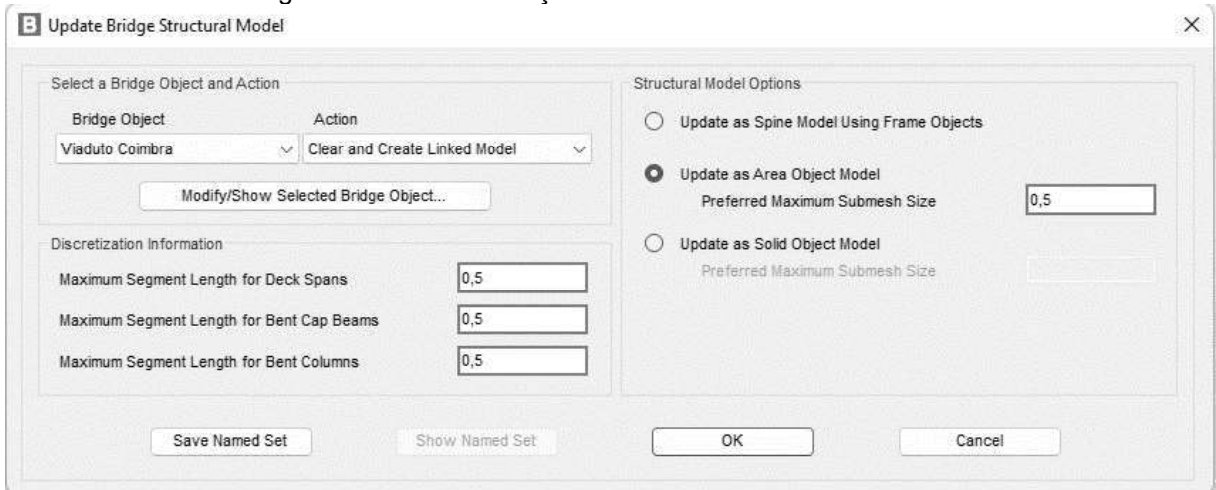 Update Bridge Structural Model
Select a Bridge Object and Action
Bridge Object
Action
Viaduto Coimbra
Clear and Create Linked Model
Modify/Show Selected Bridge Object...
Discretization Information
Maximum Segment Length for Deck Spans
0,5
Maximum Segment Length for Bent Cap Beams
0,5
Maximum Segment Length for Bent Columns
0,5
Structural Model Options
Update as Spine Model Using Frame Objects
Update as Area Object Model
Preferred Maximum Submesh Size
0,5
Update as Solid Object Model
Preferred Maximum Submesh Size
Save Named Set
Show Named Set
OK
Cancel